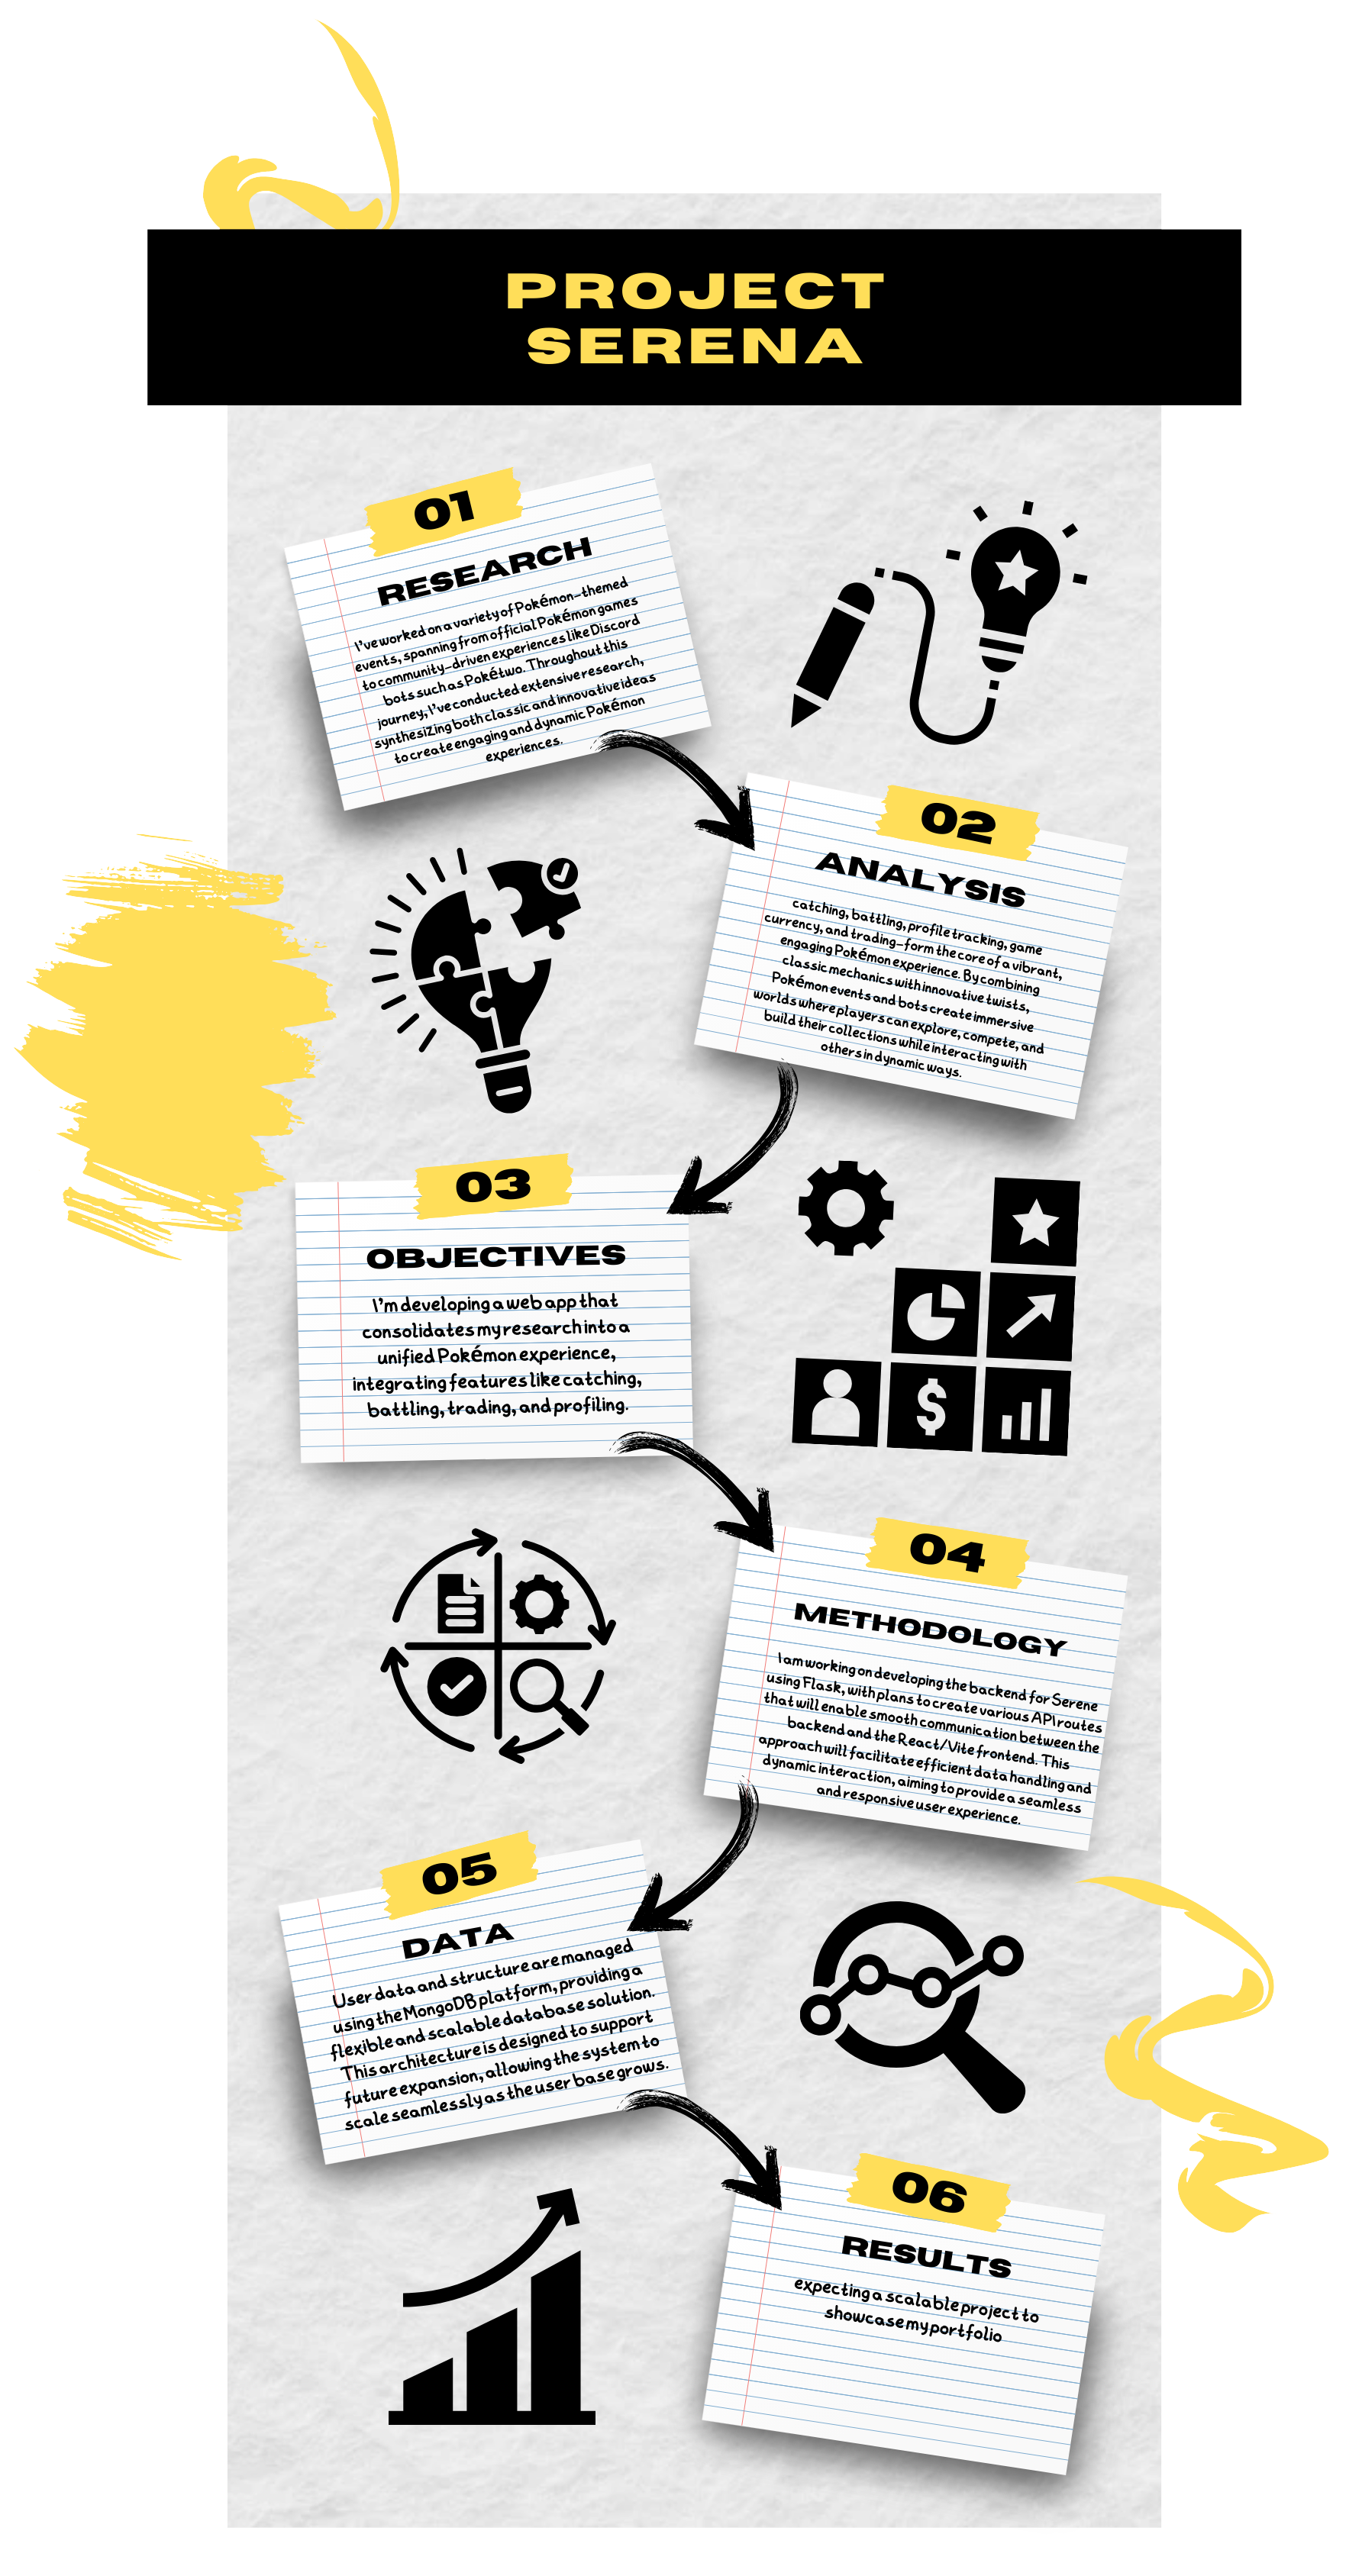 PROJECT
SERENA
01
RESEARCH
I've worked on a variety of Pokémon-themed
events, spanning from official Pokémon games
to community-driven experiences like Discord
bots such as Pokétwo. Throughout this
journey, I've conducted extensive research,
synthesizing both classic and innovative ideas
to create engaging and dynamic Pokémon
experiences.
02
ANALYSIS
catching, battling, profile tracking, game
currency, and trading-form the core of a vibrant,
engaging Pokémon experience. By combining
classic mechanics with innovative twists,
Pokémon events and bots create immersive
worlds where players can explore, compete, and
build their collections while interacting with
others in dynamic ways.
03
OBJECTIVES
I'm developing a web app that
consolidates my research into a
unified Pokémon experience,
integrating features like catching,
battling, trading, and profiling.
04
METHODOLOGY
I am working on developing the backend for Serene
using Flask, with plans to create various API routes
that will enable smooth communication between the
backend and the React/Vite frontend. This
approach will facilitate efficient data handling and
dynamic interaction, aiming to provide a seamless
and responsive user experience.
05
DATA
User data and structure are managed
using the MongoDB platform, providing a
flexible and scalable database solution.
This architecture is designed to support
future expansion, allowing the system to
scale seamlessly as the user base grows.
06
RESULTS
expecting a scalable project to
showcase my portfolio